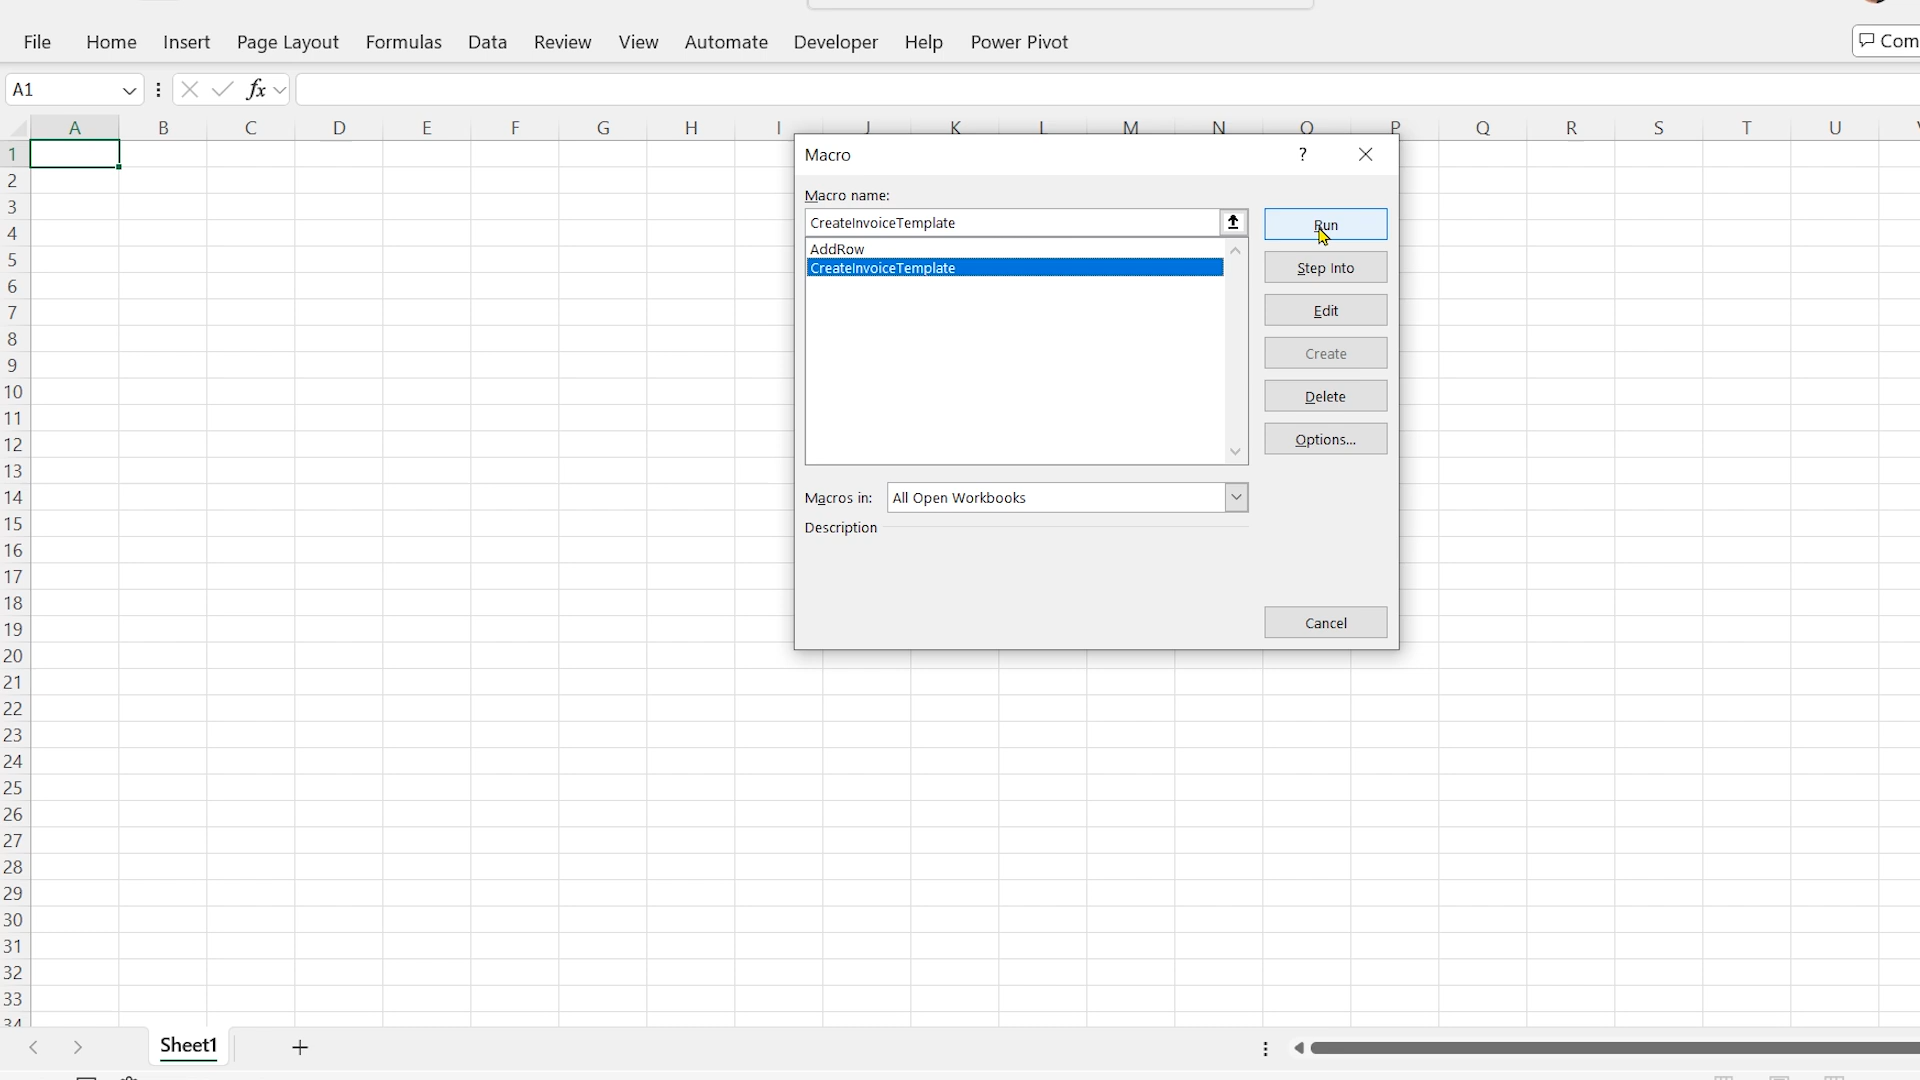 File Home Insert Page Layout Formulas Data Review View Automate Developer Help Power Pivot Com
A1 fx
A B C D E F G H I J K L M N O P Q R S T U
Macro ?
Macro name:
CreateInvoiceTemplate
AddRow
CreateInvoiceTemplate
Run
Step Into
Edit
Create
Delete
Options...
Macros in: All Open Workbooks
Description
Cancel
1
2
3
4
5
6
7
8
9
10
11
12
13
14
15
16
17
18
19
20
21
22
23
24
25
26
27
28
29
30
31
32
33
34
Sheet1